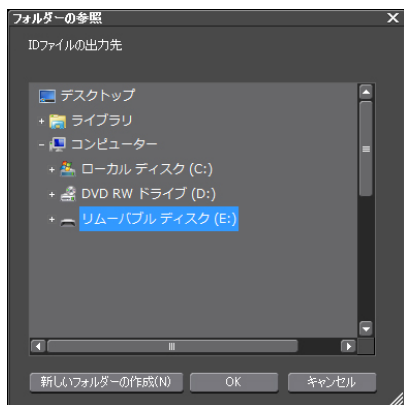 フォルダーの参照
IDファイルの出力先
デスクトップ
ライブラリ
コンピューター
ローカル ディスク (C:)
DVD RW ドライブ (D:)
リムーバブル ディスク (E:)
新しいフォルダーの作成(N) OK キャンセル